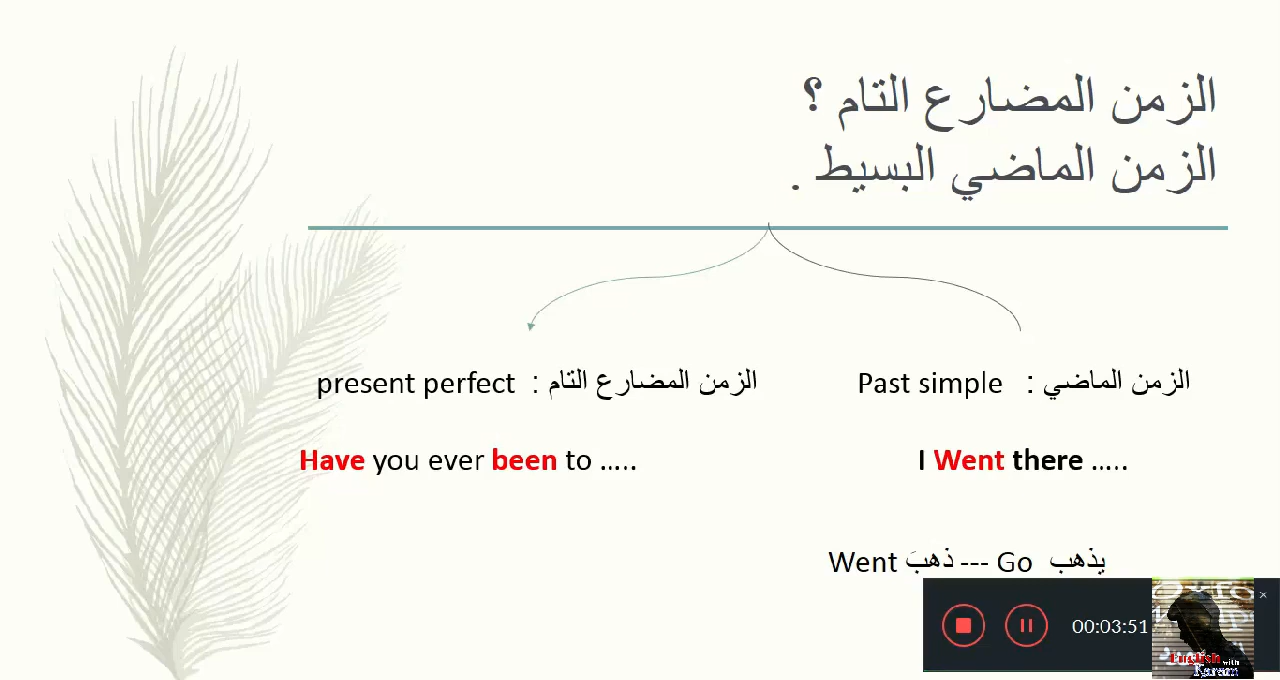 الزمن المضارع التام ؟
الزمن الماضي البسيط .
الزمن الماضي : Past simple
الزمن المضارع التام : present perfect
I Went there .....
Have you ever been to .....
يذهب Go --- ذهبَ Went
00:03:51
English with Karam